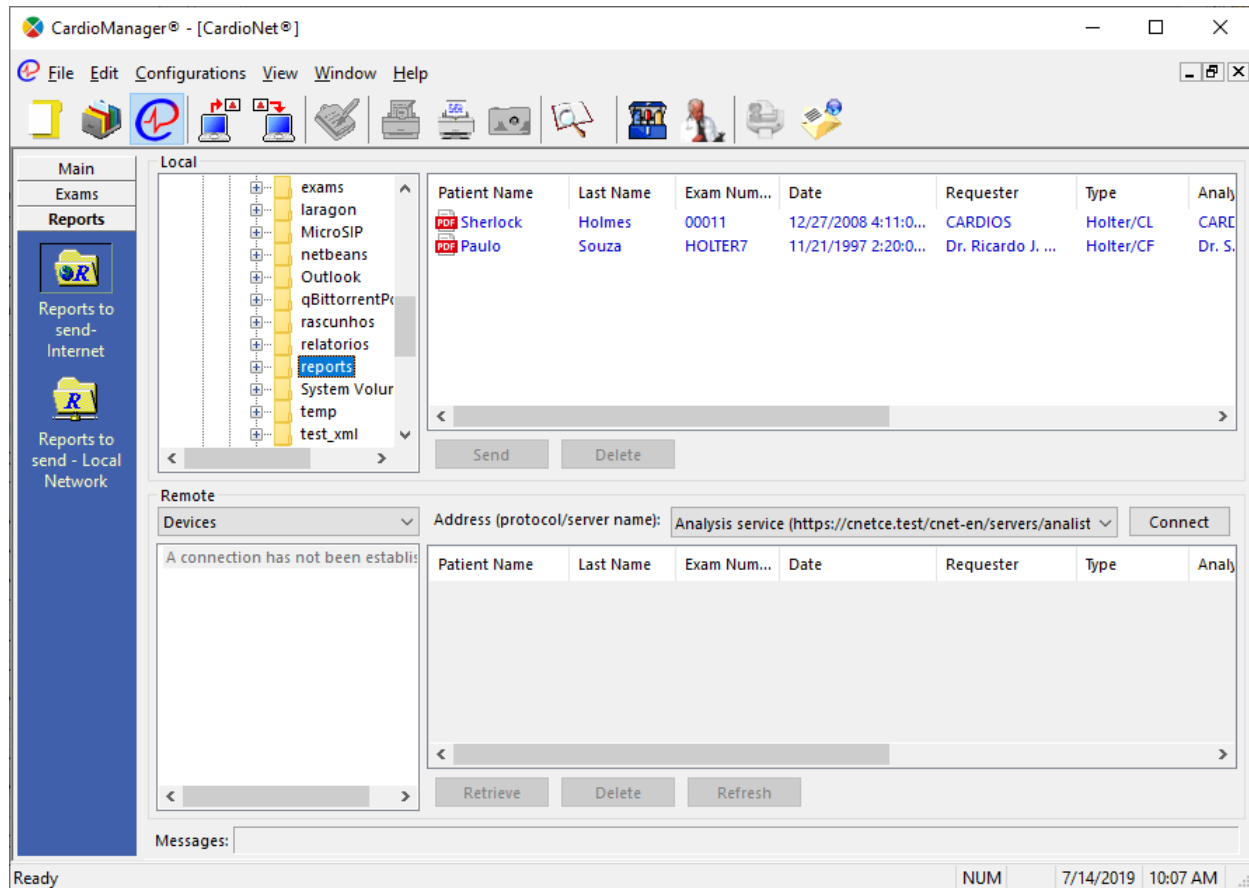 CardioManager® - [CardioNet®]
File Edit Configurations View Window Help
Main
Exams
Reports
Reports to
send-
Internet
Reports to
send - Local
Network
Local
exams
laragon
MicroSIP
netbeans
Outlook
qBittorrentPo
rascunhos
relatorios
reports
System Volur
temp
test_xml
Patient Name Last Name Exam Num... Date Requester Type Analy
PDF Sherlock Holmes 00011 12/27/2008 4:11:0... CARDIOS Holter/CL CARE
PDF Paulo Souza HOLTER7 11/21/1997 2:20:0... Dr. Ricardo J. ... Holter/CF Dr. S.
Send Delete
Remote
Devices
Address (protocol/server name): Analysis service (https://cnetce.test/cnet-en/servers/analist Connect
A connection has not been establis
Patient Name Last Name Exam Num... Date Requester Type Analy
Retrieve Delete Refresh
Messages:
Ready NUM 7/14/2019 10:07 AM